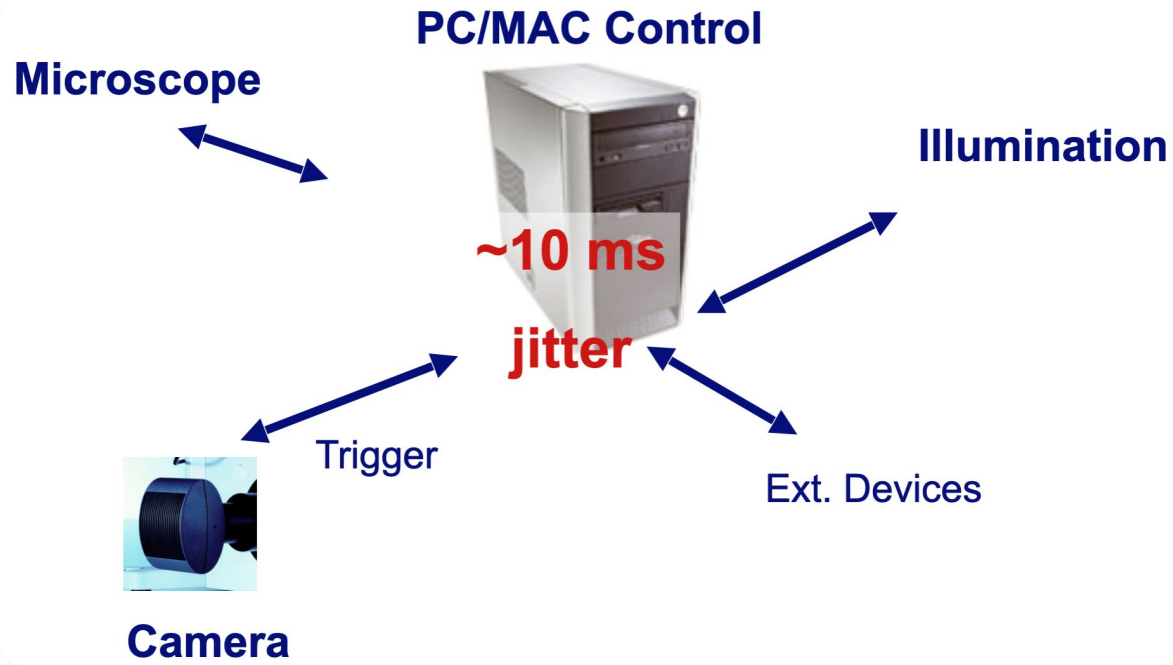 PC/MAC Control
Microscope
Illumination
~10 ms
jitter
Trigger
Ext. Devices
Camera